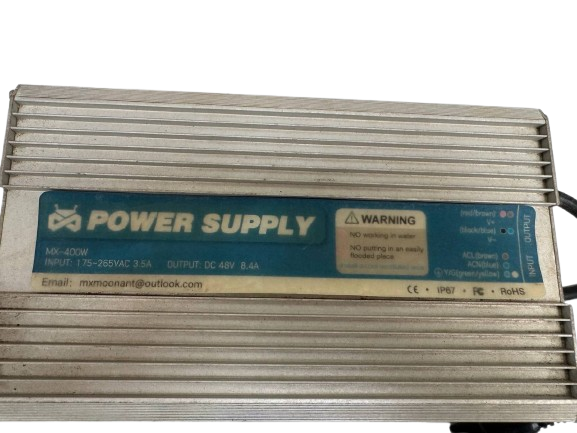 POWER SUPPLY
MX-400W
INPUT: 175-265VAC 3.5A OUTPUT: DC 48V 8.4A
Email: mxmoonant@outlook.com
WARNING
NO working in water
NO putting in an easily
flooded place
(red/Brown)
V+
(black/blue)
V-
OUTPUT
ACL(brown)
ACN(blue)
Y/G(green/yellow)
INPUT
CE • IP67 • FC • RoHS